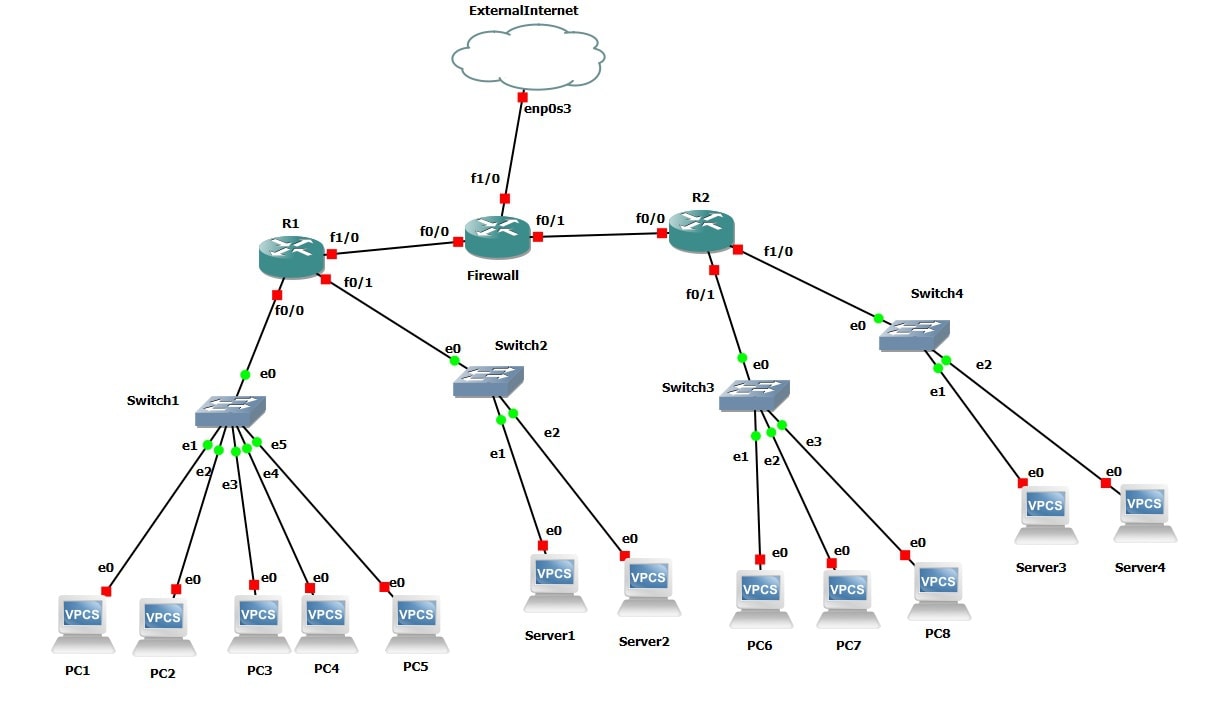 ExternalInternet
enp0s3
f1/0
R2
f0/1
f0/0
R1
f0/0
f1/0
f1/0
Firewall
f0/1
f0/1
Switch4
f0/0
e0
Switch2
e0
e2
e0
e0
e1
Switch3
Switch1
e2
e1
e5
e3
e1
e2
e2
e4
e1
e3
e0
e0
e0
e0
e0
e0
e0
e0
e0
e0
e0
e0
e0
VPCS
VPCS
VPCS
VPCS
VPCS
VPCS
VPCS
VPCS
VPCS
VPCS
VPCS
VPCS
Server3
Server4
Server1
Server2
PC6
PC7
PC8
PC1
PC2
PC3
PC4
PC5